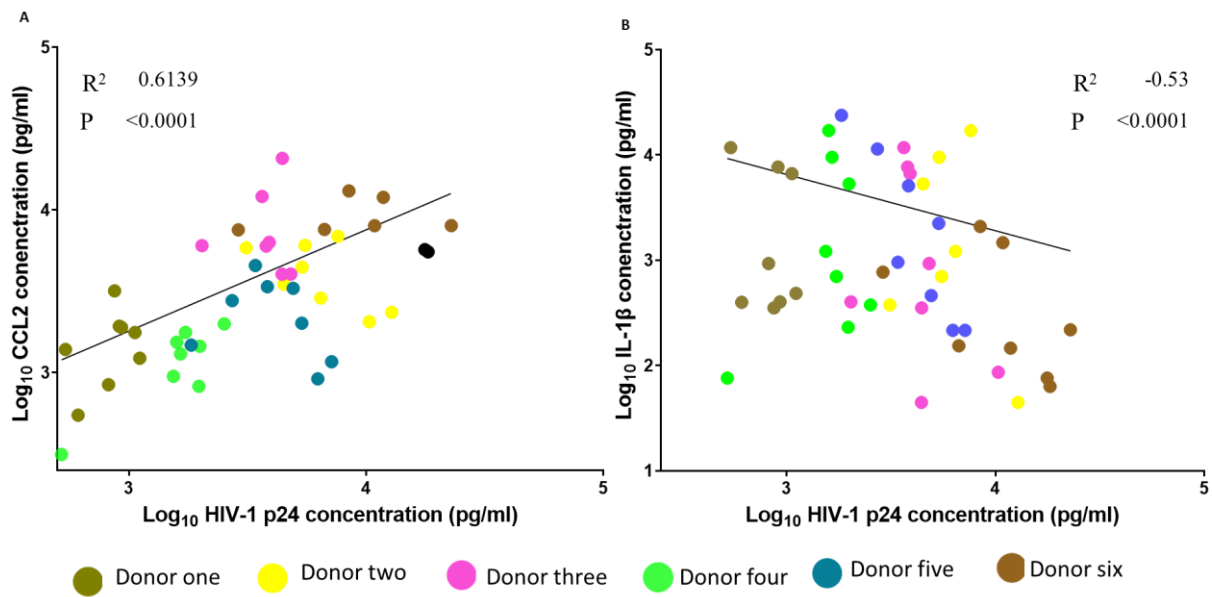 A
B
5
R² 0.6139
P <0.0001
4
3
Log₁₀ CCL2 conenctration (pg/ml)
3 4 5
Log₁₀ HIV-1 p24 concentration (pg/ml)
5
R² -0.53
P <0.0001
4
3
2
1
Log₁₀ IL-1β conenctration (pg/ml)
3 4 5
Log₁₀ HIV-1 p24 concentration (pg/ml)
Donor one Donor two Donor three Donor four Donor five Donor six